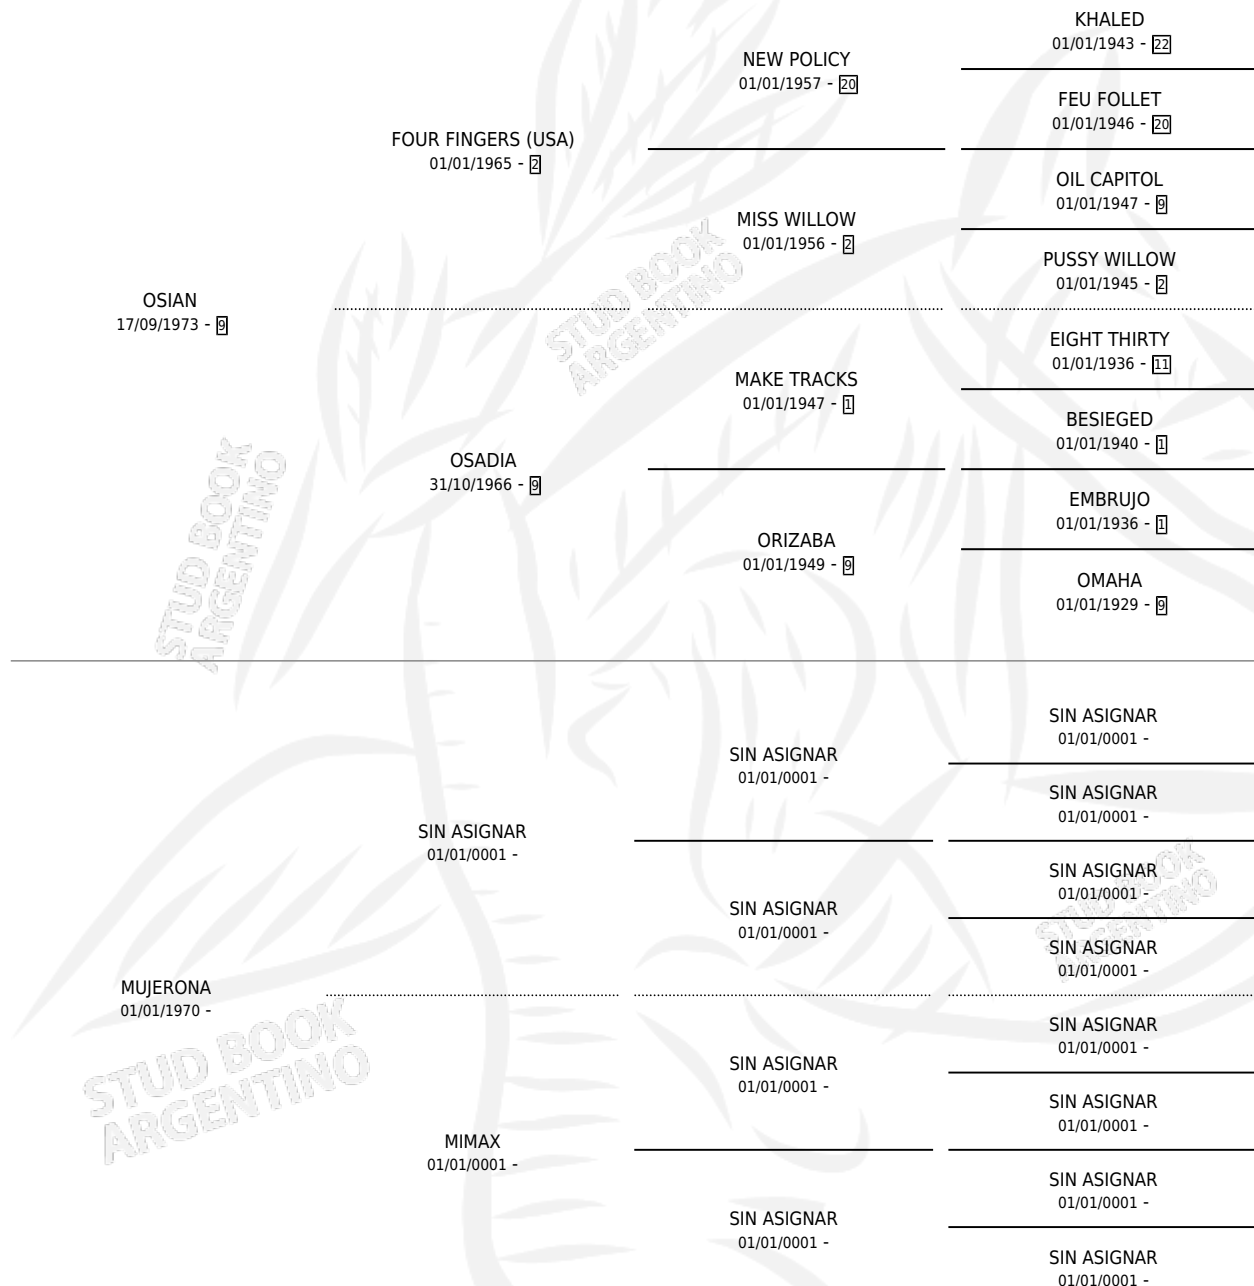 KHALED
01/01/1943 - 22
NEW POLICY
01/01/1957 - 20
FEU FOLLET
01/01/1946 - 20
FOUR FINGERS (USA)
01/01/1965 - 2
OIL CAPITOL
01/01/1947 - 9
MISS WILLOW
01/01/1956 - 2
PUSSY WILLOW
01/01/1945 - 2
OSIAN
17/09/1973 - 9
EIGHT THIRTY
01/01/1936 - 11
MAKE TRACKS
01/01/1947 - 1
BESIEGED
01/01/1940 - 1
OSADIA
31/10/1966 - 9
EMBRUJO
01/01/1936 - 1
ORIZABA
01/01/1949 - 9
OMAHA
01/01/1929 - 9
SIN ASIGNAR
01/01/0001 -
SIN ASIGNAR
01/01/0001 -
SIN ASIGNAR
01/01/0001 -
SIN ASIGNAR
01/01/0001 -
SIN ASIGNAR
01/01/0001 -
SIN ASIGNAR
01/01/0001 -
SIN ASIGNAR
01/01/0001 -
MUJERONA
01/01/1970 -
SIN ASIGNAR
01/01/0001 -
SIN ASIGNAR
01/01/0001 -
SIN ASIGNAR
01/01/0001 -
MIMAX
01/01/0001 -
SIN ASIGNAR
01/01/0001 -
SIN ASIGNAR
01/01/0001 -
SIN ASIGNAR
01/01/0001 -
STUD BOOK
ARGENTINO
STUD BOOK
ARGENTINO
STUD BOOK
ARGENTINO
STUD BOOK
ARGENTINO